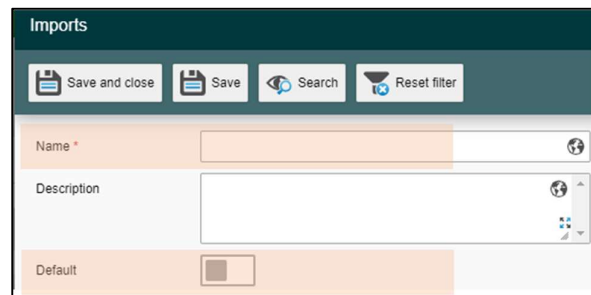 Imports
Save and close Save Search Reset filter
Name *
Description
Default